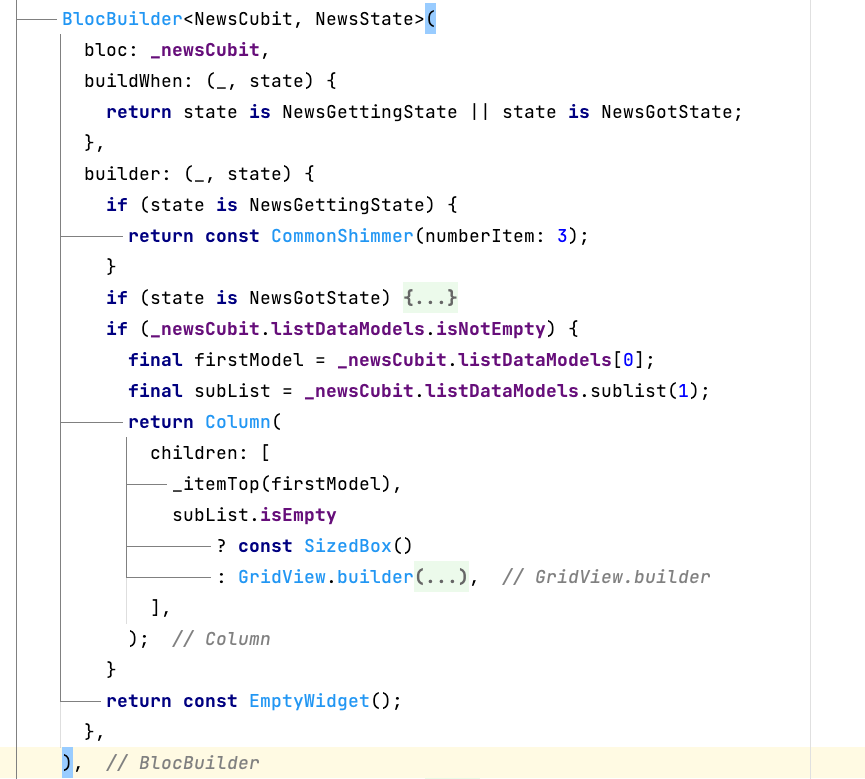 BlocBuilder<NewsCubit, NewsState>(
bloc: _newsCubit,
buildWhen: (_, state) {
return state is NewsGettingState || state is NewsGotState;
},
builder: (_, state) {
if (state is NewsGettingState) {
return const CommonShimmer(numberItem: 3);
}
if (state is NewsGotState) {...}
if (_newsCubit.listDataModels.isNotEmpty) {
final firstModel = _newsCubit.listDataModels[0];
final subList = _newsCubit.listDataModels.sublist(1);
return Column(
children: [
_itemTop(firstModel),
subList.isEmpty
? const SizedBox()
: GridView.builder(...), // GridView.builder
],
); // Column
}
return const EmptyWidget();
},
), // BlocBuilder